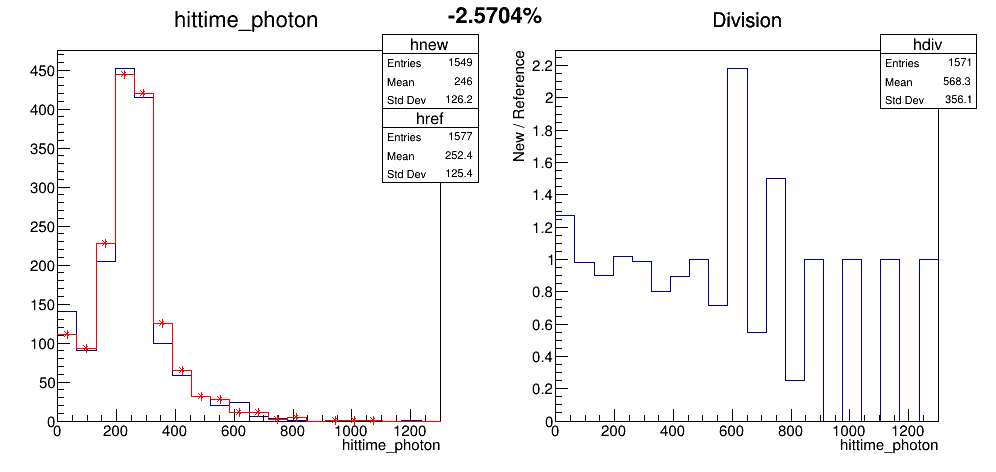 -2.5704%
hittime_photon
hnew
Entries 1549
Mean 246
Std Dev 126.2
href
Entries 1577
Mean 252.4
Std Dev 125.4
450
400
350
300
250
200
150
100
50
0
0 200 400 600 800 1000 1200
hittime_photon
Division
hdiv
Entries 1571
Mean 568.3
Std Dev 356.1
New / Reference
2.2
2
1.8
1.6
1.4
1.2
1
0.8
0.6
0.4
0.2
0
0 200 400 600 800 1000 1200
hittime_photon